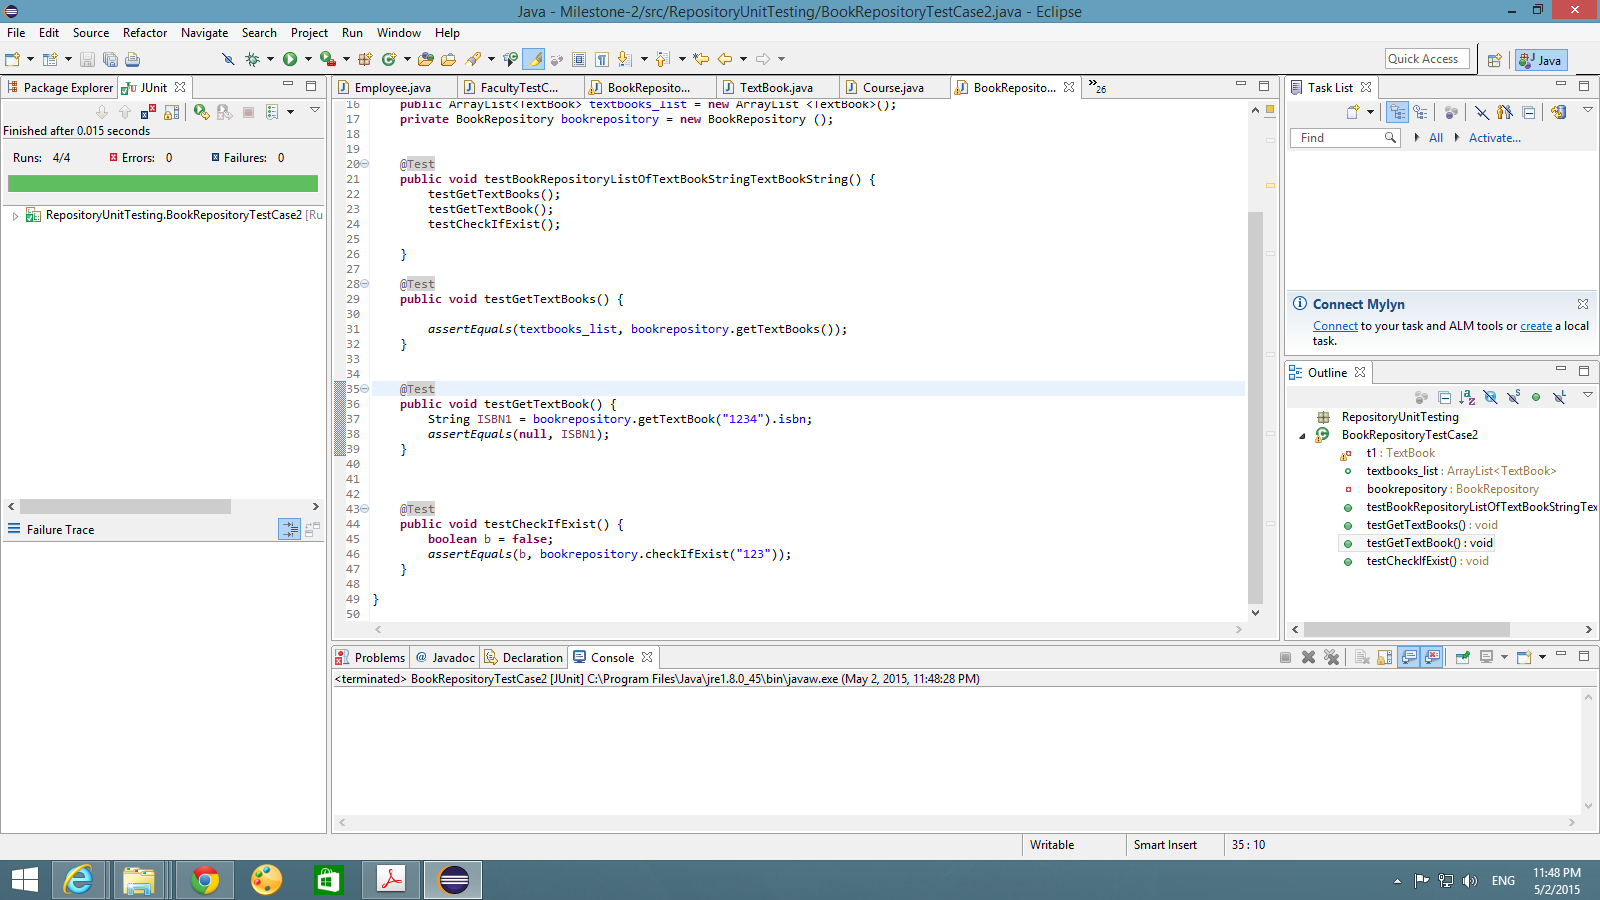 Java - Milestone-2/src/RepositoryUnitTesting/BookRepositoryTestCase2.java - Eclipse
File Edit Source Refactor Navigate Search Project Run Window Help
Quick Access
Java
Package Explorer
JUnit
Finished after 0.015 seconds
Runs: 4/4
Errors: 0
Failures: 0
RepositoryUnitTesting.BookRepositoryTestCase2 [Ru
Failure Trace
Employee.java
FacultyTestC...
BookReposito...
TextBook.java
Course.java
BookReposito...
»26
16 public ArrayList<TextBook> textbooks_list = new ArrayList <TextBook>();
17 private BookRepository bookrepository = new BookRepository ();
18
19
20 @Test
21 public void testBookRepositoryListOfTextBookStringTextBookString() {
22 testGetTextBooks();
23 testGetTextBook();
24 testCheckIfExist();
25
26 }
27
28 @Test
29 public void testGetTextBooks() {
30
31 assertEquals(textbooks_list, bookrepository.getTextBooks());
32 }
33
34
35 @Test
36 public void testGetTextBook() {
37 String ISBN1 = bookrepository.getTextBook("1234").isbn;
38 assertEquals(null, ISBN1);
39 }
40
41
42
43 @Test
44 public void testCheckIfExist() {
45 boolean b = false;
46 assertEquals(b, bookrepository.checkIfExist("123"));
47 }
48
49 }
50
Task List
Find
All
Activate...
Connect Mylyn
Connect to your task and ALM tools or create a local
task.
Outline
RepositoryUnitTesting
BookRepositoryTestCase2
t1 : TextBook
textbooks_list : ArrayList<TextBook>
bookrepository : BookRepository
testBookRepositoryListOfTextBookStringTex
testGetTextBooks() : void
testGetTextBook() : void
testCheckIfExist() : void
Problems
@ Javadoc
Declaration
Console
<terminated> BookRepositoryTestCase2 [JUnit] C:\Program Files\Java\jre1.8.0_45\bin\javaw.exe (May 2, 2015, 11:48:28 PM)
Writable
Smart Insert
35 : 10
ENG
11:48 PM
5/2/2015